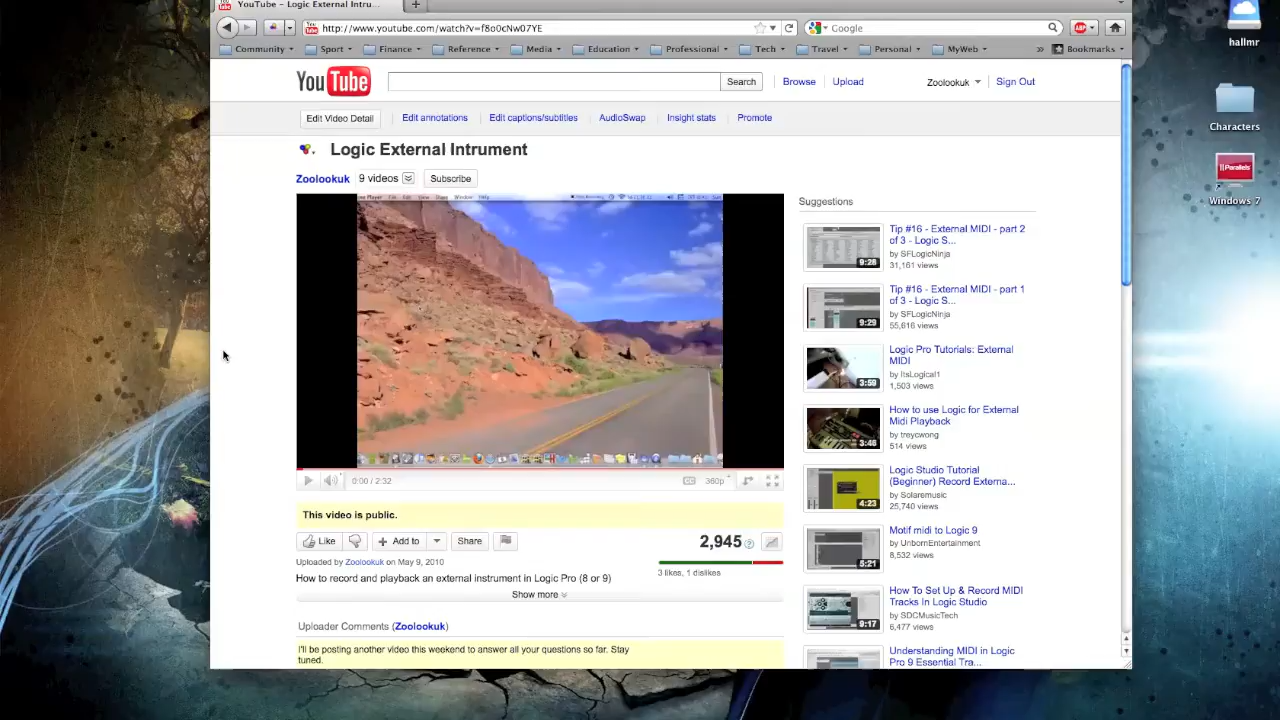 YouTube - Logic External Intru...
http://www.youtube.com/watch?v=f8o0cNw07YE
Google
Community Sport Finance Reference Media Education Professional Tech Travel Personal MyWeb » Bookmarks
YouTube
Search Browse Upload Zoolookuk Sign Out
Edit Video Detail Edit annotations Edit captions/subtitles AudioSwap Insight stats Promote
Logic External Intrument
Zoolookuk 9 videos Subscribe
0:00 / 2:32
CC 360p
This video is public.
Like Add to Share
2,945
Uploaded by Zoolookuk on May 9, 2010
3 likes, 1 dislikes
How to record and playback an external instrument in Logic Pro (8 or 9)
Show more
Uploader Comments (Zoolookuk)
I'll be posting another video this weekend to answer all your questions so far. Stay
tuned.
Suggestions
Tip #16 - External MIDI - part 2
of 3 - Logic S...
by SFLogicNinja
31,161 views
9:28
Tip #16 - External MIDI - part 1
of 3 - Logic S...
by SFLogicNinja
55,616 views
9:29
Logic Pro Tutorials: External
MIDI
by ItsLogical1
1,503 views
3:59
How to use Logic for External
Midi Playback
by treycwong
514 views
3:46
Logic Studio Tutorial
(Beginner) Record Externa...
by Solaremusic
25,740 views
4:23
Motif midi to Logic 9
by UnbornEntertainment
8,532 views
5:21
How To Set Up & Record MIDI
Tracks In Logic Studio
by SDCMusicTech
6,477 views
9:17
Understanding MIDI in Logic
Pro 9 Essential Tra...
hallmr
Characters
Parallels
Windows 7